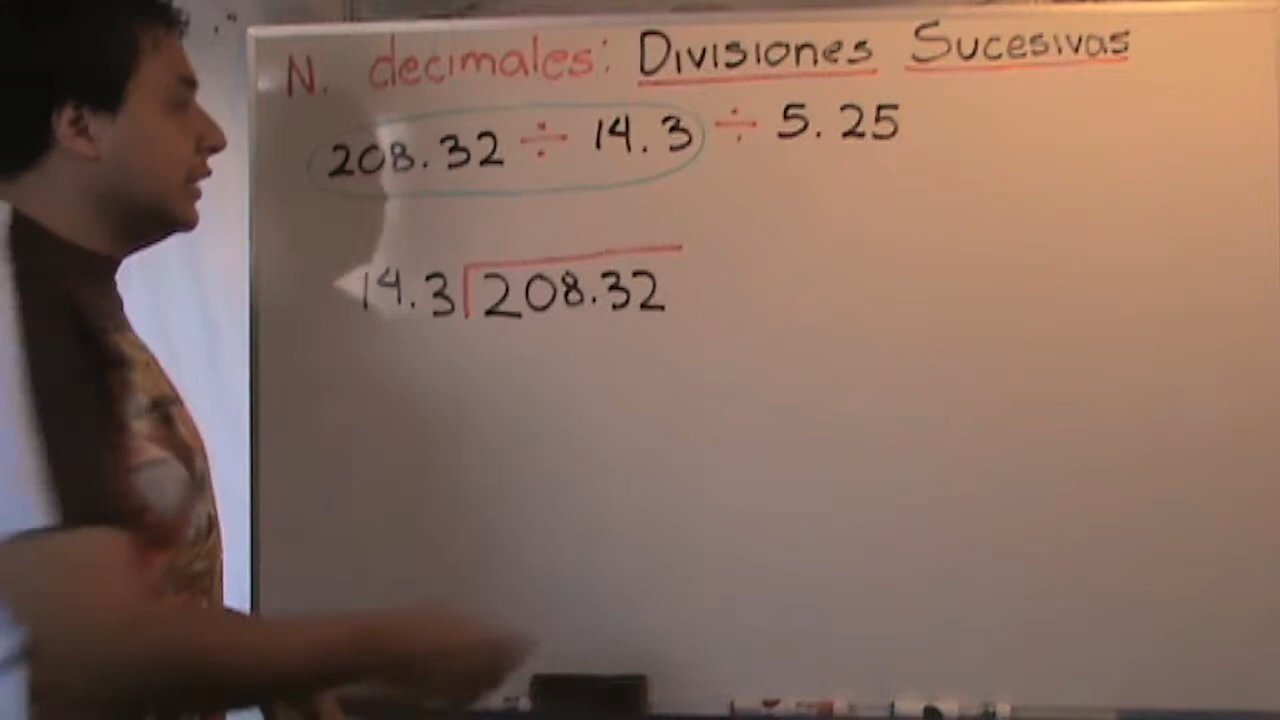 N. decimales: Divisiones Sucesivas
208.32 ÷ 14.3 ÷ 5.25
14.3 208.32